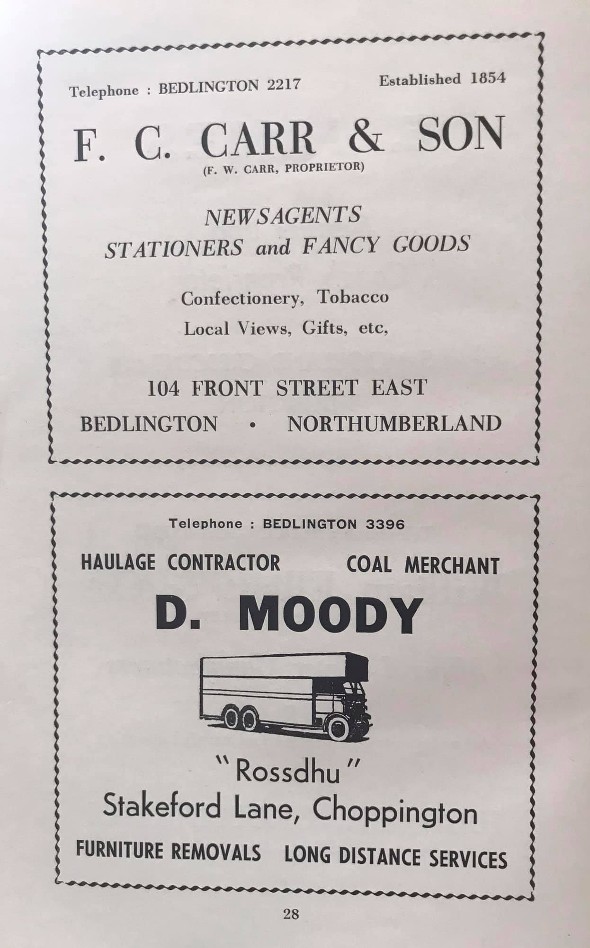 Telephone : BEDLINGTON 2217 Established 1854
F. C. CARR & SON
(F. W. CARR, PROPRIETOR)
NEWSAGENTS
STATIONERS and FANCY GOODS
Confectionery, Tobacco
Local Views, Gifts, etc,
104 FRONT STREET EAST
BEDLINGTON • NORTHUMBERLAND
Telephone : BEDLINGTON 3396
HAULAGE CONTRACTOR COAL MERCHANT
D. MOODY
"Rossdhu"
Stakeford Lane, Choppington
FURNITURE REMOVALS LONG DISTANCE SERVICES
28